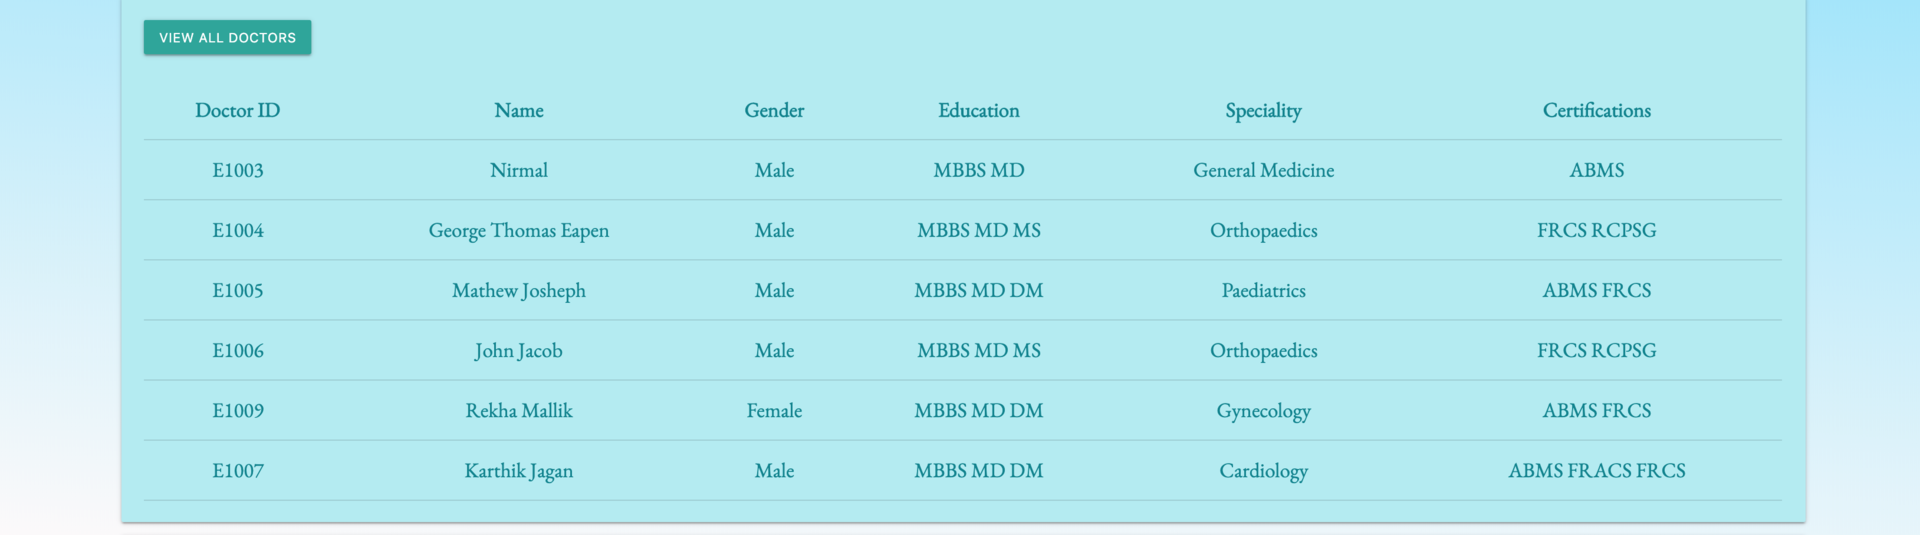 VIEW ALL DOCTORS
Doctor ID Name Gender Education Speciality Certifications
E1003 Nirmal Male MBBS MD General Medicine ABMS
E1004 George Thomas Eapen Male MBBS MD MS Orthopaedics FRCS RCPSG
E1005 Mathew Josheph Male MBBS MD DM Paediatrics ABMS FRCS
E1006 John Jacob Male MBBS MD MS Orthopaedics FRCS RCPSG
E1009 Rekha Mallik Female MBBS MD DM Gynecology ABMS FRCS
E1007 Karthik Jagan Male MBBS MD DM Cardiology ABMS FRACS FRCS